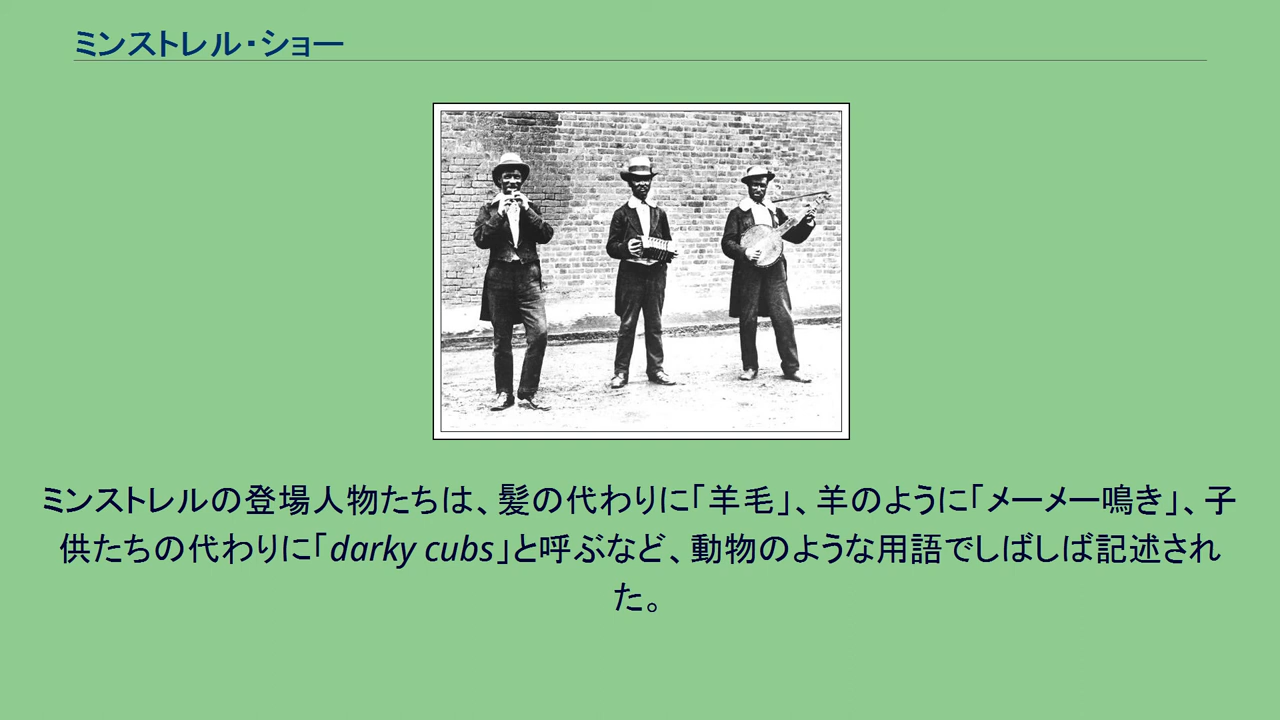 ミンストレル・ショー
ミンストレルの登場人物たちは、髪の代わりに「羊毛」、羊のように「メーメー鳴き」、子
供たちの代わりに「darky cubs」と呼ぶなど、動物のような用語でしばしば記述され
た。